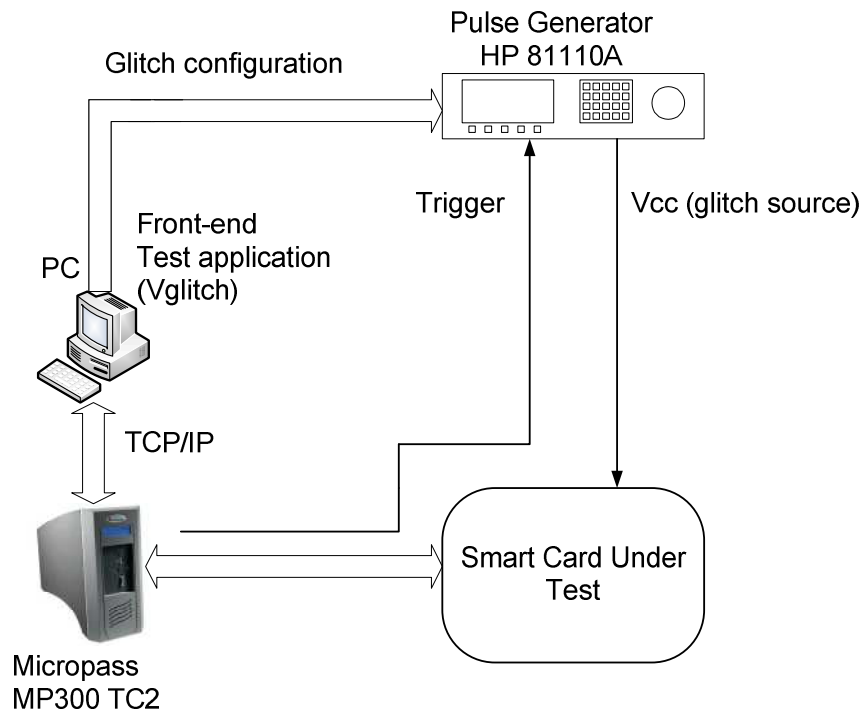 Pulse Generator
HP 81110A
Glitch configuration
Trigger
Vcc (glitch source)
Front-end
Test application
(Vglitch)
PC
TCP/IP
Smart Card Under
Test
Micropass
MP300 TC2